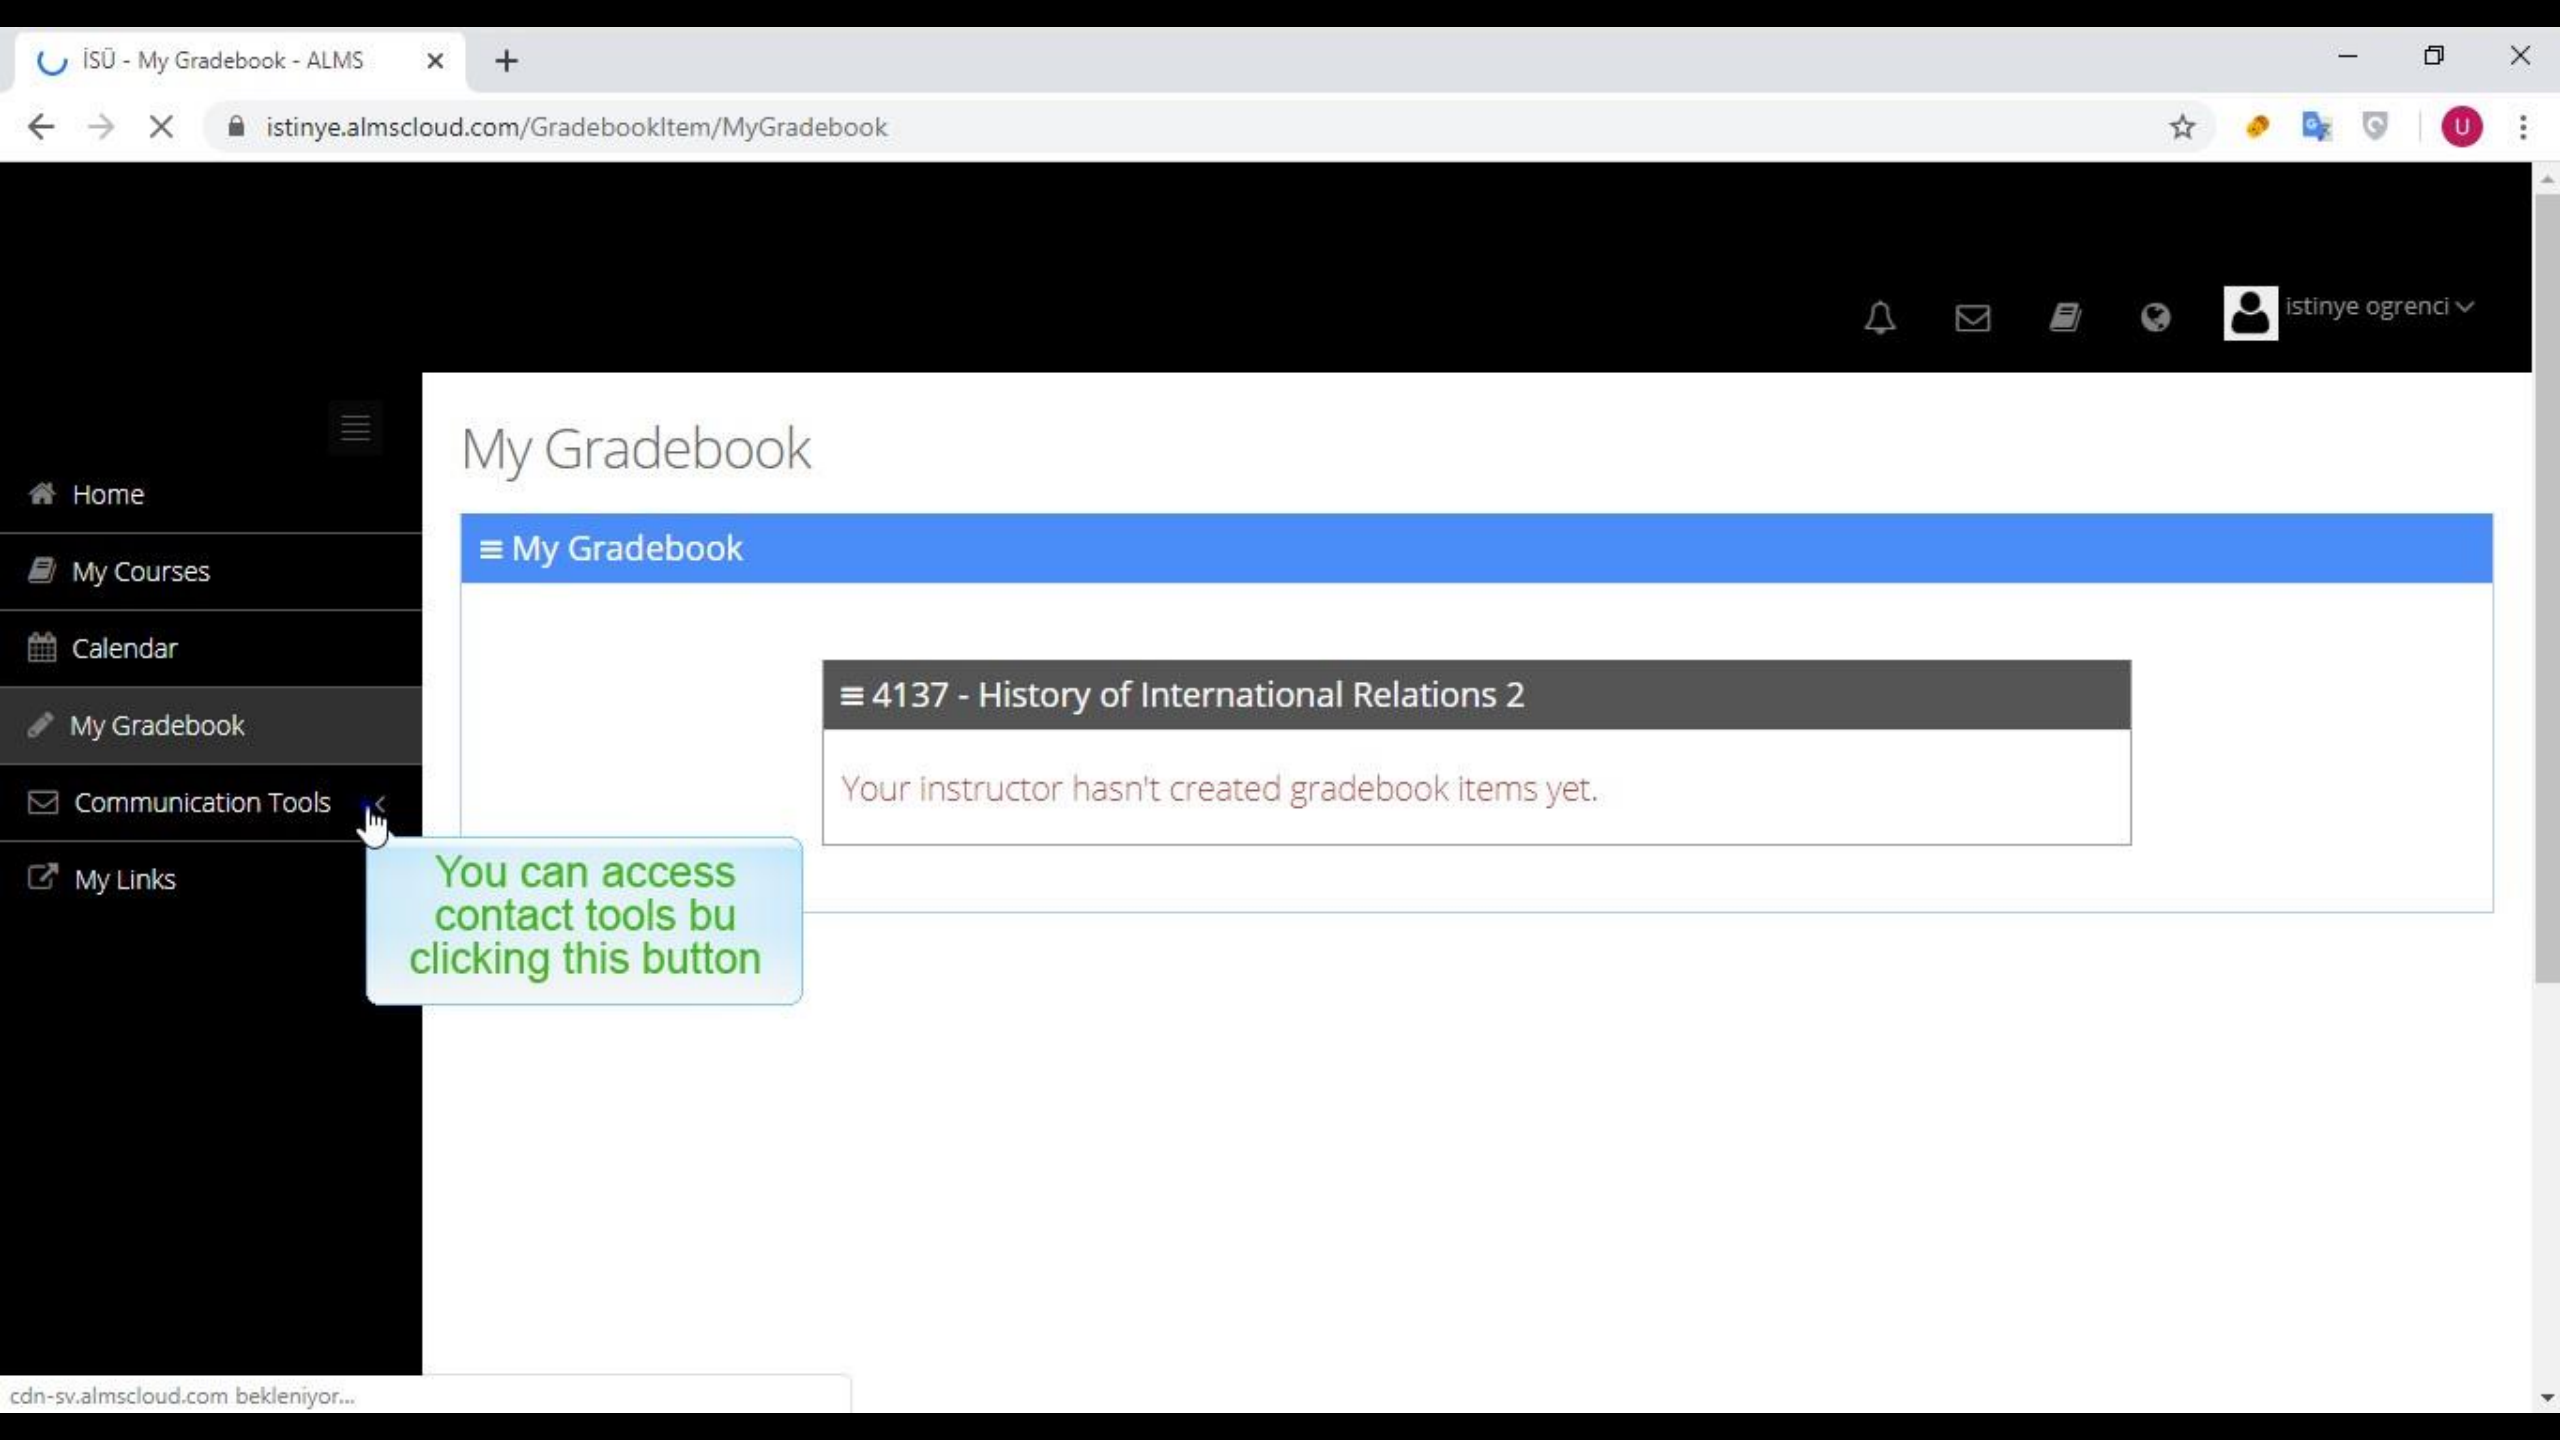 İSÜ - My Gradebook - ALMS
istinye.almscloud.com/GradebookItem/MyGradebook
U
istinye ogrenci
My Gradebook
Home
My Gradebook
My Courses
Calendar
4137 - History of International Relations 2
My Gradebook
Your instructor hasn't created gradebook items yet.
Communication Tools
My Links
You can access
contact tools bu
clicking this button
cdn-sv.almscloud.com bekleniyor...